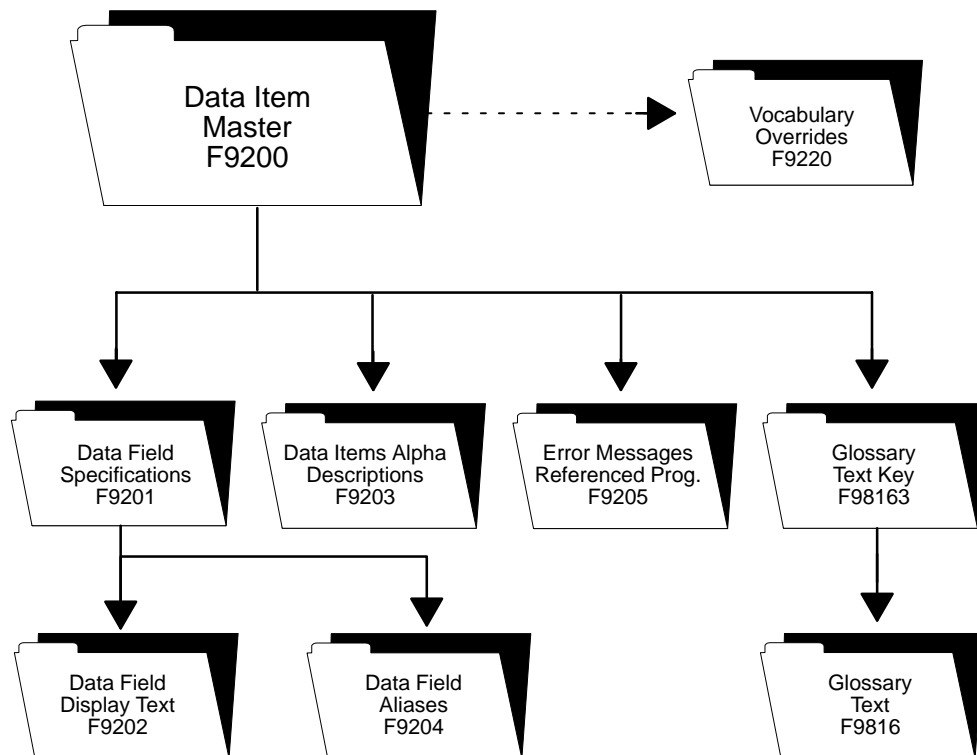 Data Item
Master
F9200
Vocabulary
Overrides
F9220
Data Field
Specifications
F9201
Data Items Alpha
Descriptions
F9203
Error Messages
Referenced Prog.
F9205
Glossary
Text Key
F98163
Data Field
Display Text
F9202
Data Field
Aliases
F9204
Glossary
Text
F9816